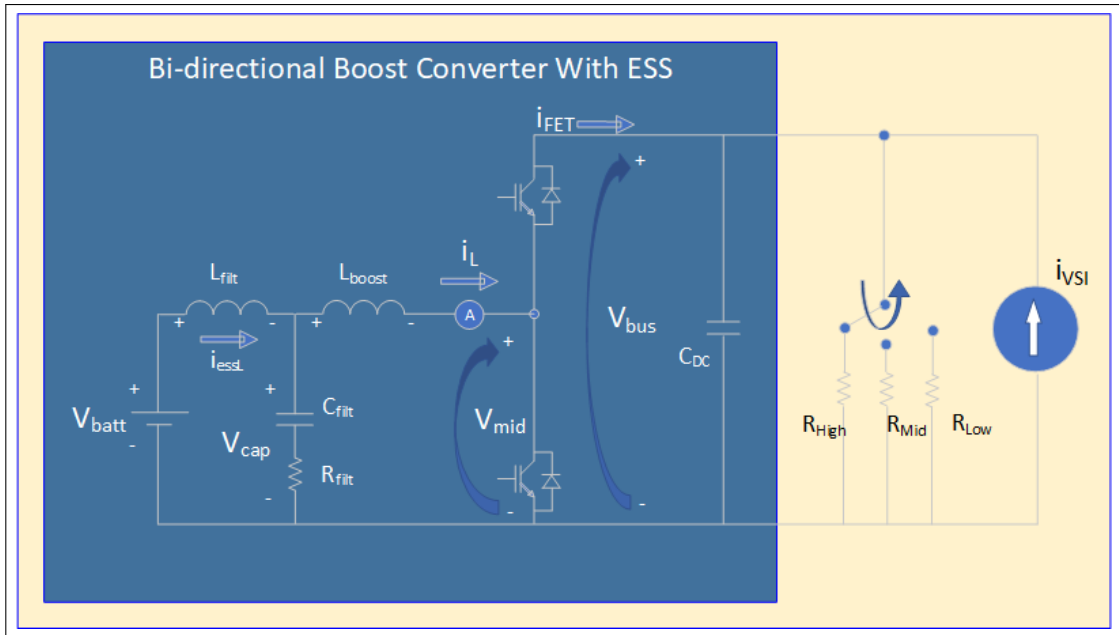 Bi-directional Boost Converter With ESS
iFET
+
iL
Lfilt
Lboost
iVSI
+
-
+
-
A
+
Vbus
iessL
CDC
+
+
Cfilt
Vmid
Vbatt
Vcap
RHigh
RMid
RLow
-
Rfilt
-
-
-